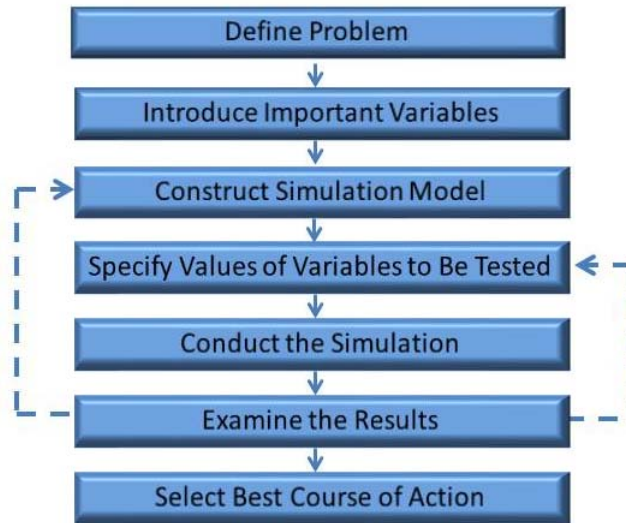 Define Problem
Introduce Important Variables
Construct Simulation Model
Specify Values of Variables to Be Tested
Conduct the Simulation
Examine the Results
Select Best Course of Action